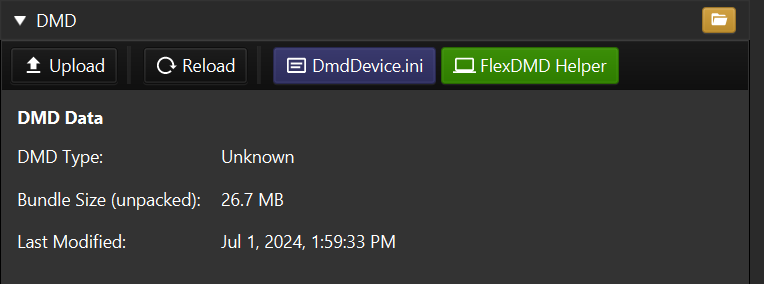 DMD
Upload Reload DmdDevice.ini FlexDMD Helper
DMD Data
DMD Type: Unknown
Bundle Size (unpacked): 26.7 MB
Last Modified: Jul 1, 2024, 1:59:33 PM